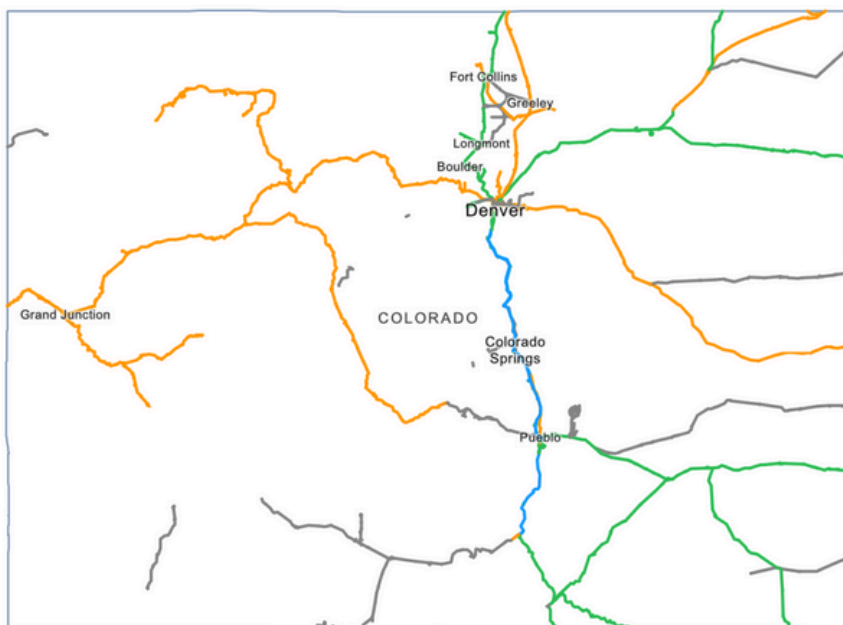 Fort Collins
Greeley
Longmont
Boulder
Denver
Grand Junction
COLORADO
Colorado
Springs
Pueblo